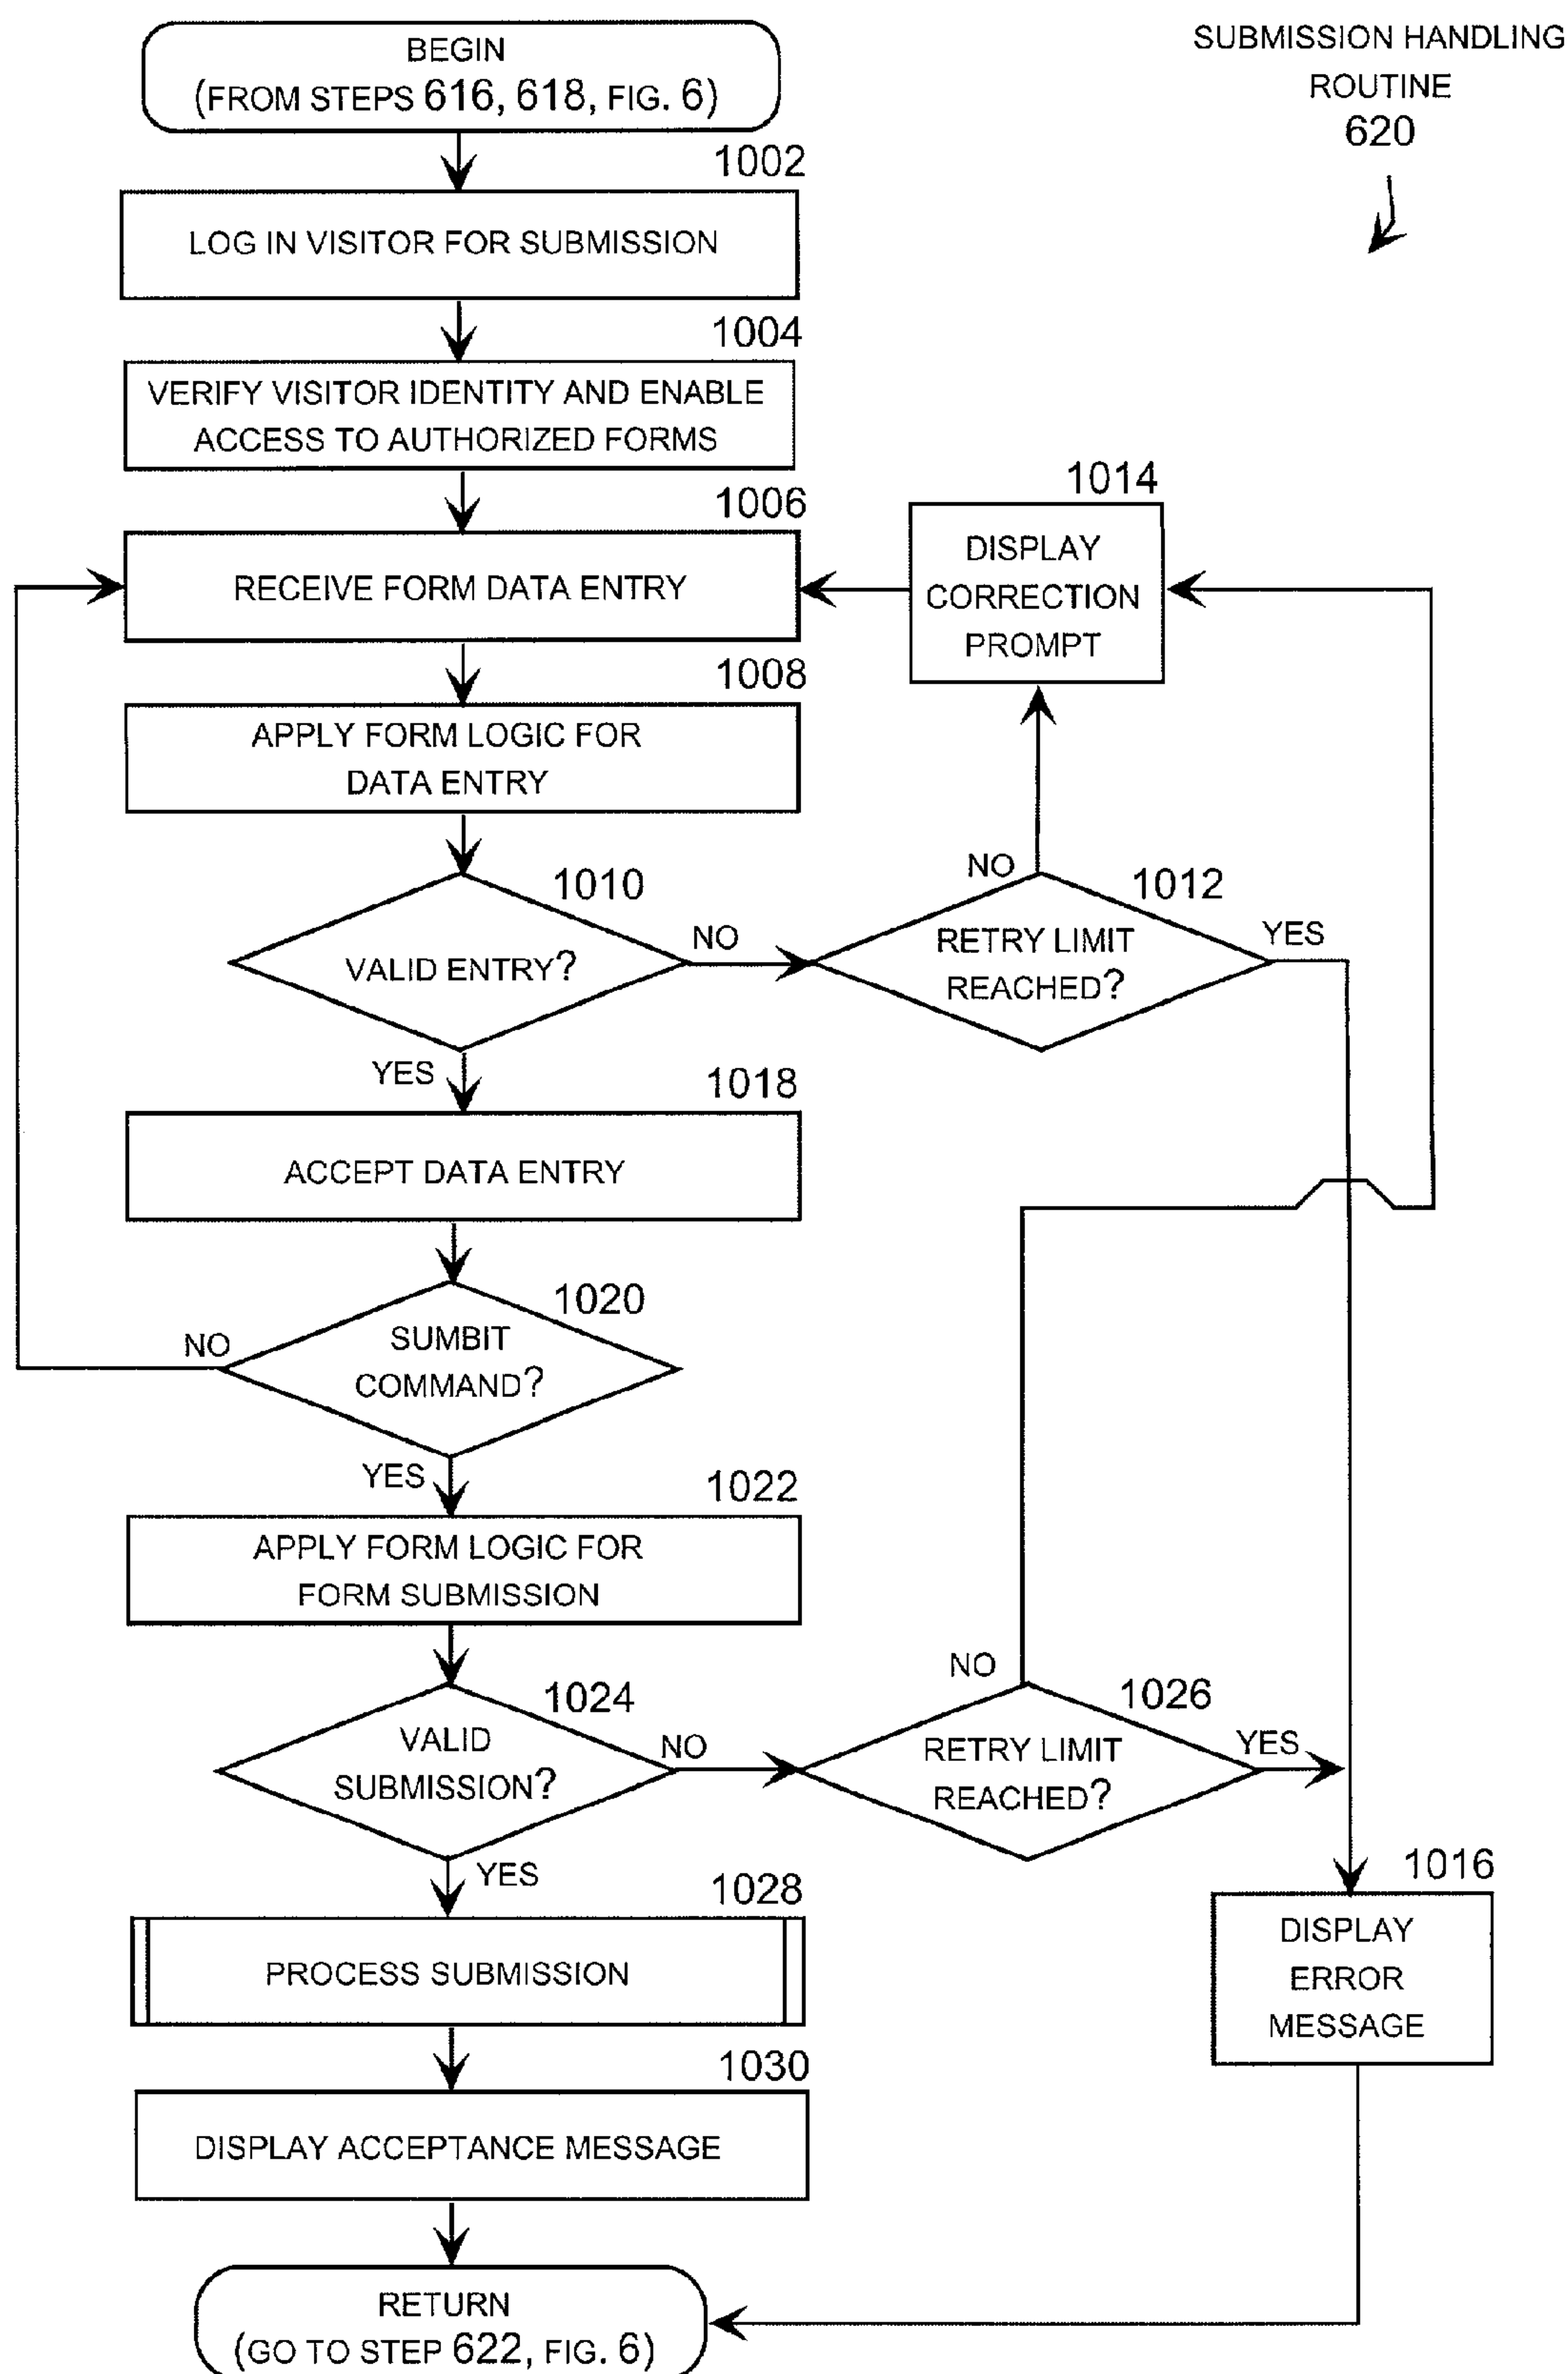 BEGIN
(FROM STEPS 616, 618, FIG. 6)
SUBMISSION HANDLING
ROUTINE
620
1002
LOG IN VISITOR FOR SUBMISSION
1004
VERIFY VISITOR IDENTITY AND ENABLE
ACCESS TO AUTHORIZED FORMS
1006
RECEIVE FORM DATA ENTRY
1014
DISPLAY
CORRECTION
PROMPT
1008
APPLY FORM LOGIC FOR
DATA ENTRY
1010
VALID ENTRY?
NO
1012
RETRY LIMIT
REACHED?
NO
YES
YES
1018
ACCEPT DATA ENTRY
1020
SUMBIT
COMMAND?
NO
YES
1022
APPLY FORM LOGIC FOR
FORM SUBMISSION
1024
VALID
SUBMISSION?
NO
1026
RETRY LIMIT
REACHED?
NO
YES
YES
1016
DISPLAY
ERROR
MESSAGE
1028
PROCESS SUBMISSION
1030
DISPLAY ACCEPTANCE MESSAGE
RETURN
(GO TO STEP 622, FIG. 6)